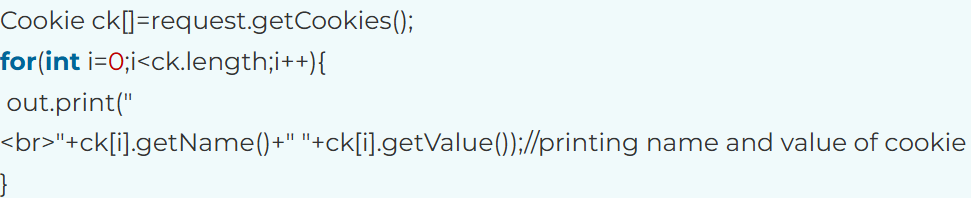 Cookie ck[]=request.getCookies();
for(int i=0;i<ck.length;i++){
out.print("
<br>"+ck[i].getName()+" "+ck[i].getValue());//printing name and value of cookie
}